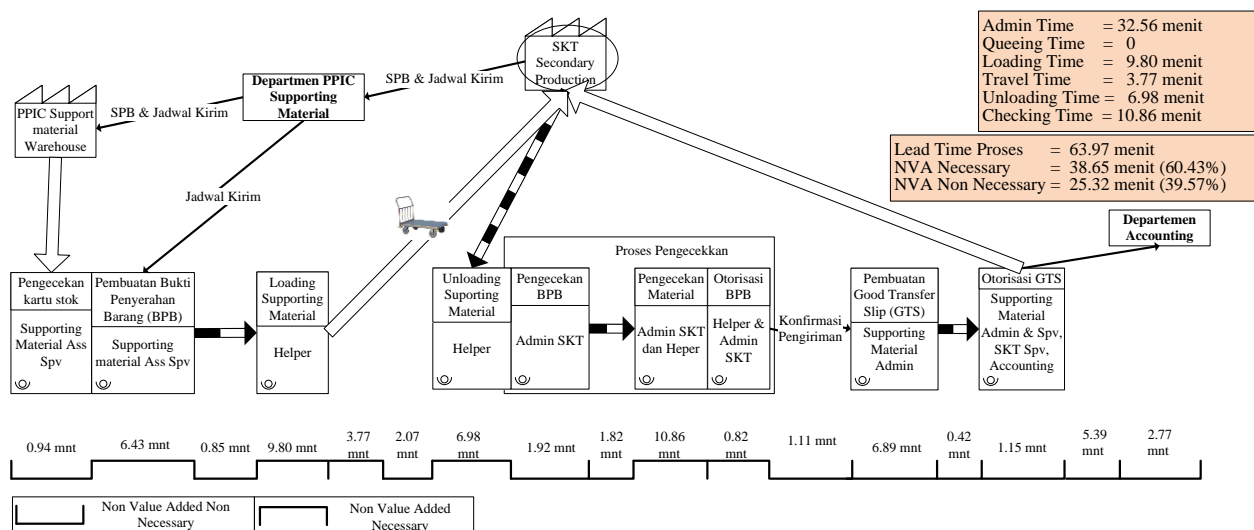 SKT
Secondary
Production
Admin Time = 32.56 menit
Queeing Time = 0
Loading Time = 9.80 menit
Travel Time = 3.77 menit
Unloading Time = 6.98 menit
Checking Time = 10.86 menit
Lead Time Proses = 63.97 menit
NVA Necessary = 38.65 menit (60.43%)
NVA Non Necessary = 25.32 menit (39.57%)
SPB & Jadwal Kirim
Departmen PPIC
Supporting
Material
SPB & Jadwal Kirim
PPIC Support
material
Warehouse
Jadwal Kirim
Departemen
Accounting
Proses Pengecekkan
Pengecekan
kartu stok
Supporting
Material Ass
Spv
Pembuatan Bukti
Penyerahan
Barang (BPB)
Supporting
material Ass Spv
Loading
Supporting
Material
Helper
Unloading
Suporting
Material
Helper
Pengecekan
BPB
Admin SKT
Pengecekan
Material
Admin SKT
dan Heper
Otorisasi
BPB
Helper &
Admin
SKT
Konfirmasi
Pengiriman
Pembuatan
Good Transfer
Slip (GTS)
Supporting
Material
Admin
Otorisasi GTS
Supporting
Material
Admin & Spv,
SKT Spv,
Accounting
0.94 mnt
6.43 mnt
0.85 mnt
9.80 mnt
3.77
mnt
2.07
mnt
6.98
mnt
1.92 mnt
1.82
mnt
10.86
mnt
0.82
mnt
1.11 mnt
6.89 mnt
0.42
mnt
1.15 mnt
5.39
mnt
2.77
mnt
Non Value Added Non
Necessary
Non Value Added
Necessary